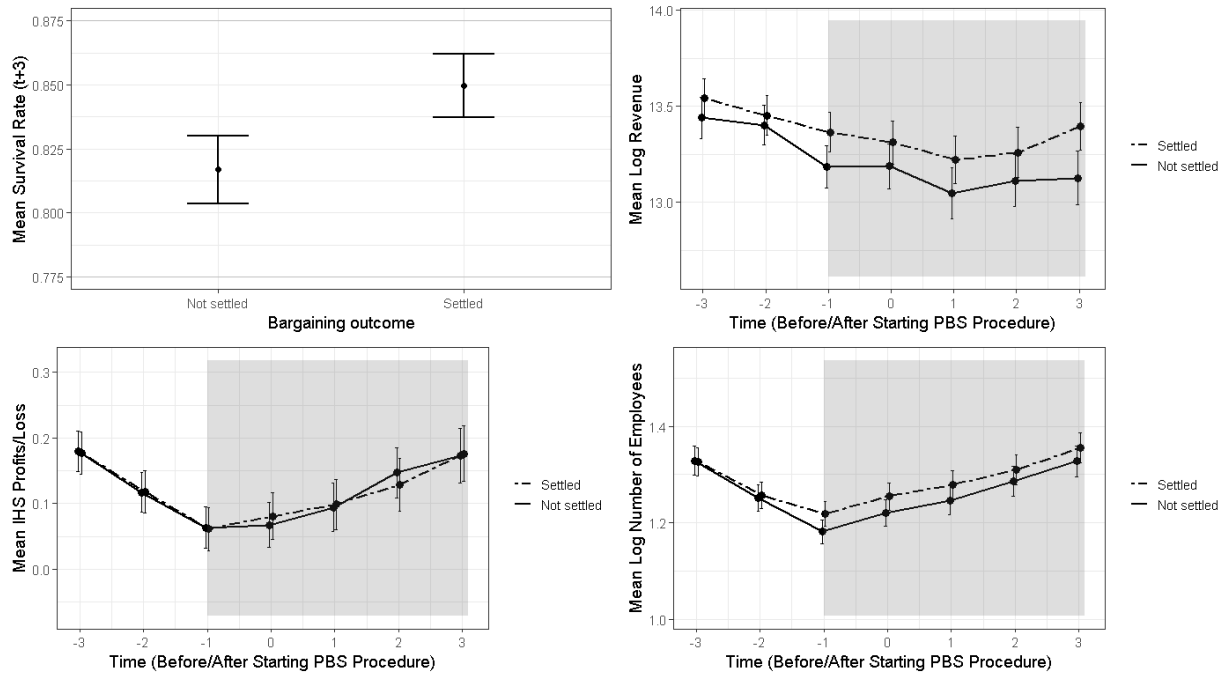 Mean Survival Rate (t+3)
0.875
0.850
0.825
0.800
0.775
Not settled Settled
Bargaining outcome
Mean Log Revenue
14.0
13.5
13.0
-3 -2 -1 0 1 2 3
Time (Before/After Starting PBS Procedure)
Settled
Not settled
Mean IHS Profits/Loss
0.3
0.2
0.1
0.0
-3 -2 -1 0 1 2 3
Time (Before/After Starting PBS Procedure)
Settled
Not settled
Mean Log Number of Employees
1.4
1.2
1.0
-3 -2 -1 0 1 2 3
Time (Before/After Starting PBS Procedure)
Settled
Not settled